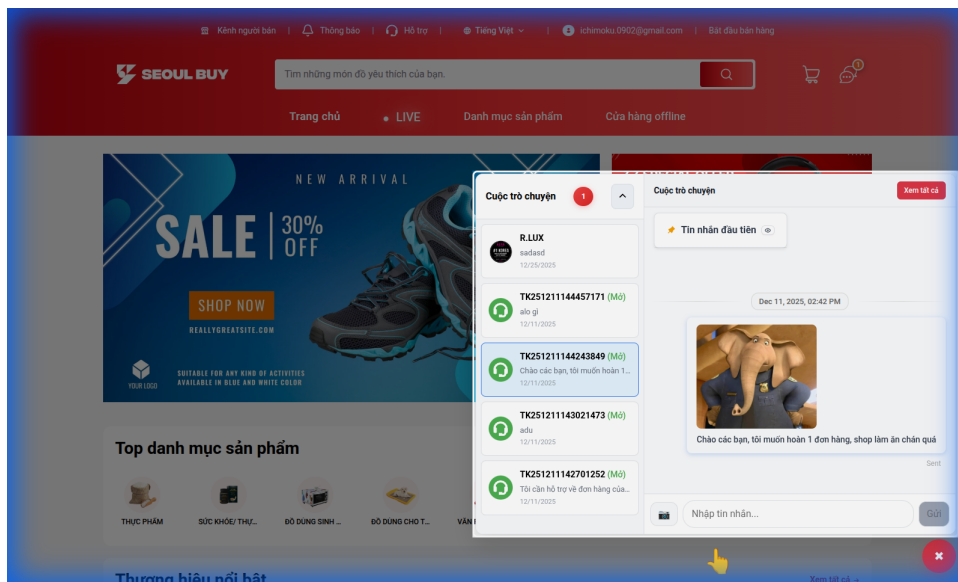 Kênh người bán
Thông báo
Hỗ trợ
Tiếng Việt
ichimoku.0902@gmail.com
Bắt đầu bán hàng
SEOUL BUY
Tìm những món đồ yêu thích của bạn.
1
Trang chủ
LIVE
Danh mục sản phẩm
Cửa hàng offline
NEW ARRIVAL
SALE
30%
OFF
SHOP NOW
REALLYGREATSITE.COM
YOUR LOGO
SUITABLE FOR ANY KIND OF ACTIVITIES
AVAILABLE IN BLUE AND WHITE COLOR
Top danh mục sản phẩm
THỰC PHẨM
SỨC KHỎE/ THỰ...
ĐỒ DÙNG SINH ...
ĐỒ DÙNG CHO T...
Thương hiệu nổi bật
Xem tất cả
Cuộc trò chuyện
1
R.LUX
sadasd
12/25/2025
TK251211144457171 (Mở)
alo gi
12/11/2025
TK251211144243849 (Mở)
Chào các bạn, tôi muốn hoàn 1...
12/11/2025
TK251211143021473 (Mở)
adu
12/11/2025
TK251211142701252 (Mở)
Tôi cần hỗ trợ về đơn hàng của...
12/11/2025
Cuộc trò chuyện
Xem tất cả
Tin nhắn đầu tiên
Dec 11, 2025, 02:42 PM
Chào các bạn, tôi muốn hoàn 1 đơn hàng, shop làm ăn chán quá
Sent
Nhập tin nhắn...
Gửi